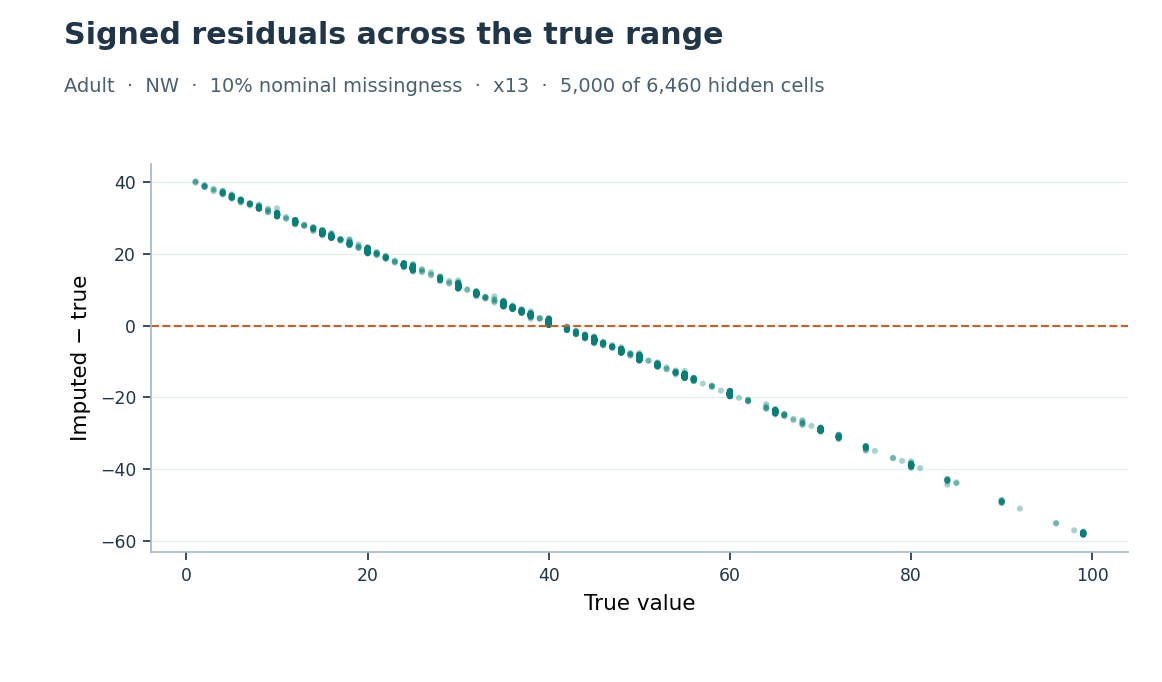 Signed residuals across the true range
Adult · NW · 10% nominal missingness · x13 · 5,000 of 6,460 hidden cells
Imputed − true
40
20
0
−20
−40
−60
0 20 40 60 80 100
True value